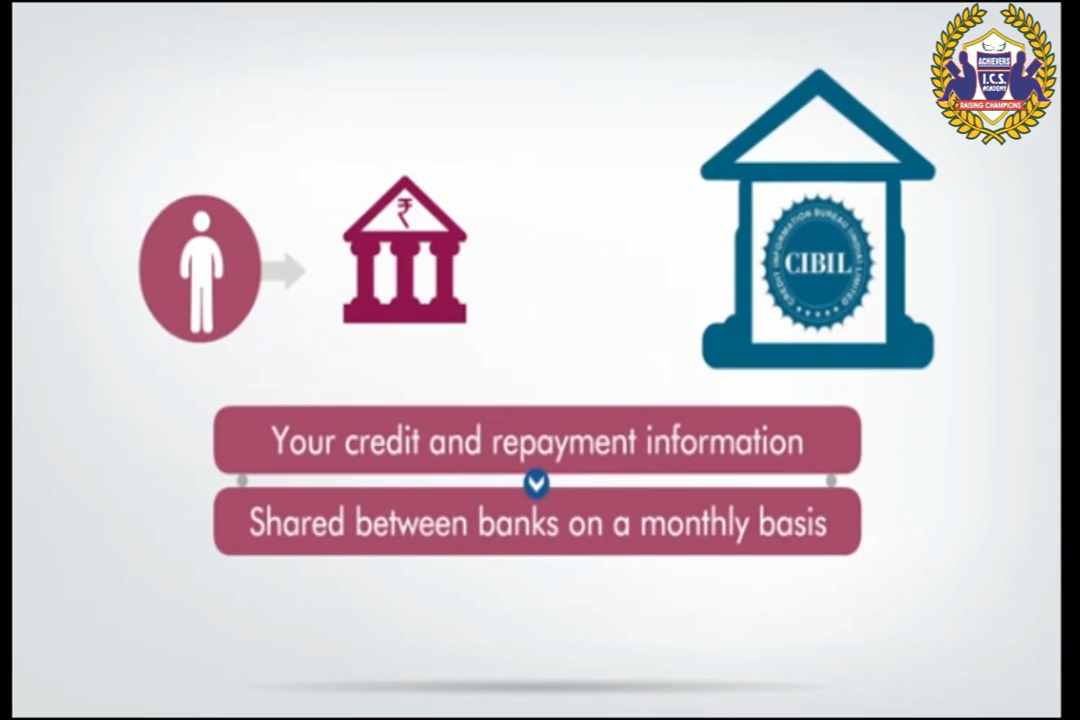 ACHIEVERS
I.C.S.
ACADEMY
RAISING CHAMPIONS
₹
CREDIT INFORMATION BUREAU (INDIA) LIMITED
CIBIL
Your credit and repayment information
Shared between banks on a monthly basis